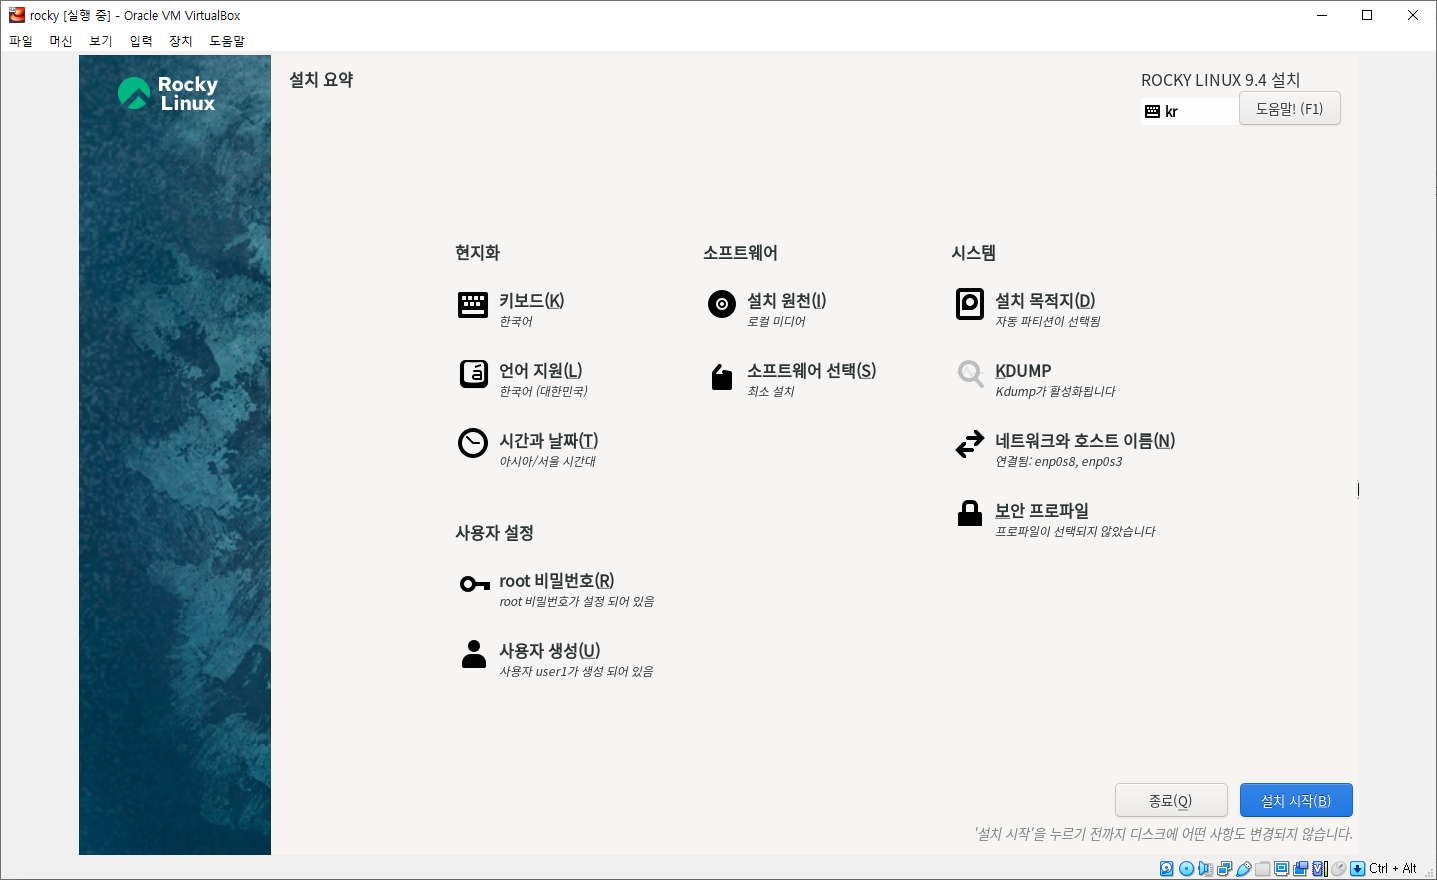 rocky [실행 중] - Oracle VM VirtualBox
파일 머신 보기 입력 장치 도움말
Rocky
Linux
설치 요약
ROCKY LINUX 9.4 설치
kr
도움말! (F1)
현지화
키보드(K)
한국어
언어 지원(L)
한국어 (대한민국)
시간과 날짜(T)
아시아/서울 시간대
소프트웨어
설치 원천(I)
로컬 미디어
소프트웨어 선택(S)
최소 설치
시스템
설치 목적지(D)
자동 파티션이 선택됨
KDUMP
Kdump가 활성화됩니다
네트워크와 호스트 이름(N)
연결됨: enp0s8, enp0s3
보안 프로파일
프로파일이 선택되지 않았습니다
사용자 설정
root 비밀번호(R)
root 비밀번호가 설정 되어 있음
사용자 생성(U)
사용자 user1가 생성 되어 있음
종료(Q)
설치 시작(B)
'설치 시작'을 누르기 전까지 디스크에 어떤 사항도 변경되지 않습니다.
Ctrl + Alt